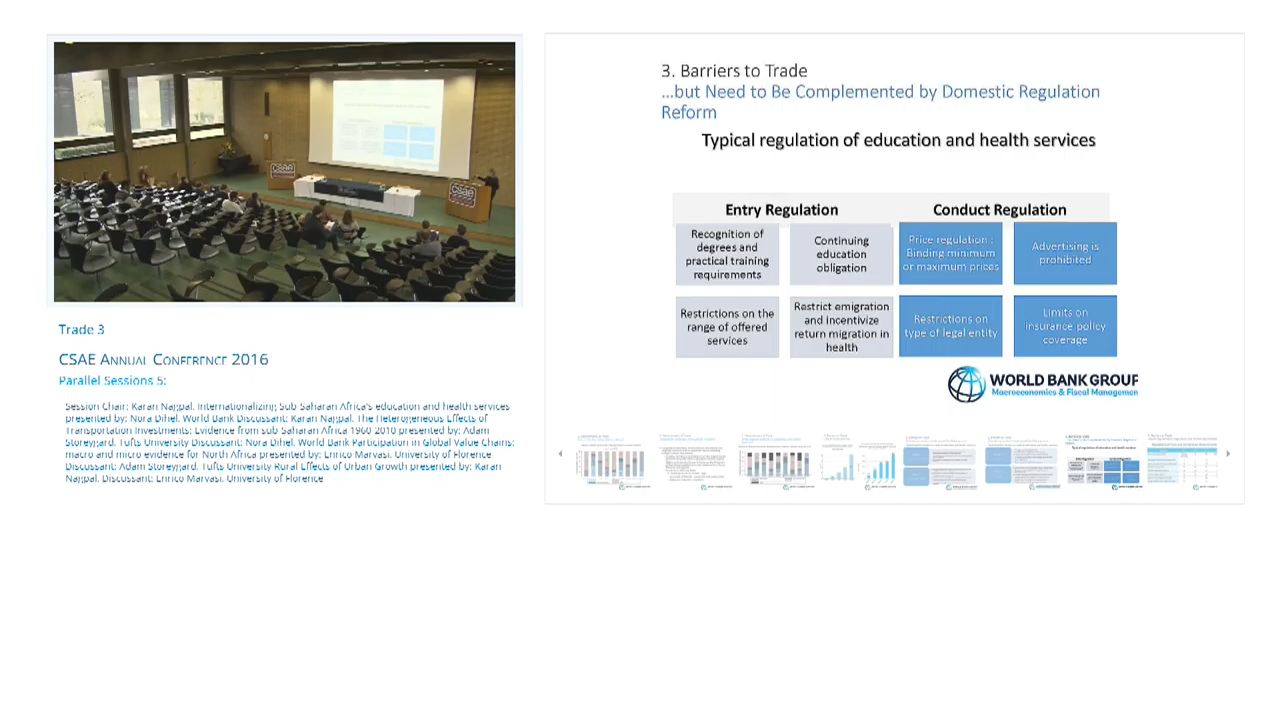 csae
csae
Trade 3
CSAE Annual Conference 2016
Parallel Sessions 5:
Session Chair: Karan Nagpal. Internationalizing Sub Saharan Africa's education and health services
presented by: Nora Dihel, World Bank Discussant: Karan Nagpal. The Heterogeneous Effects of
Transportation Investments: Evidence from sub Saharan Africa 1960 2010 presented by: Adam
Storeygard. Tufts University Discussant: Nora Dihel, World Bank Participation in Global Value Chains:
macro and micro evidence for North Africa presented by: Enrico Marvasi. University of Florence
Discussant: Adam Storeygard. Tufts University Rural Effects of Urban Growth presented by: Karan
Nagpal. Discussant: Enrico Marvasi. University of Florence
3. Barriers to Trade
...but Need to Be Complemented by Domestic Regulation
Reform
Typical regulation of education and health services
Entry Regulation
Conduct Regulation
Recognition of
degrees and
practical training
requirements
Continuing
education
obligation
Price regulation :
Binding minimum
or maximum prices
Advertising is
prohibited
Restrictions on the
range of offered
services
Restrict emigration
and incentivize
return migration in
health
Restrictions on
type of legal entity
Limits on
insurance policy
coverage
WORLD BANK GROUP
Macroeconomics & Fiscal Managemen